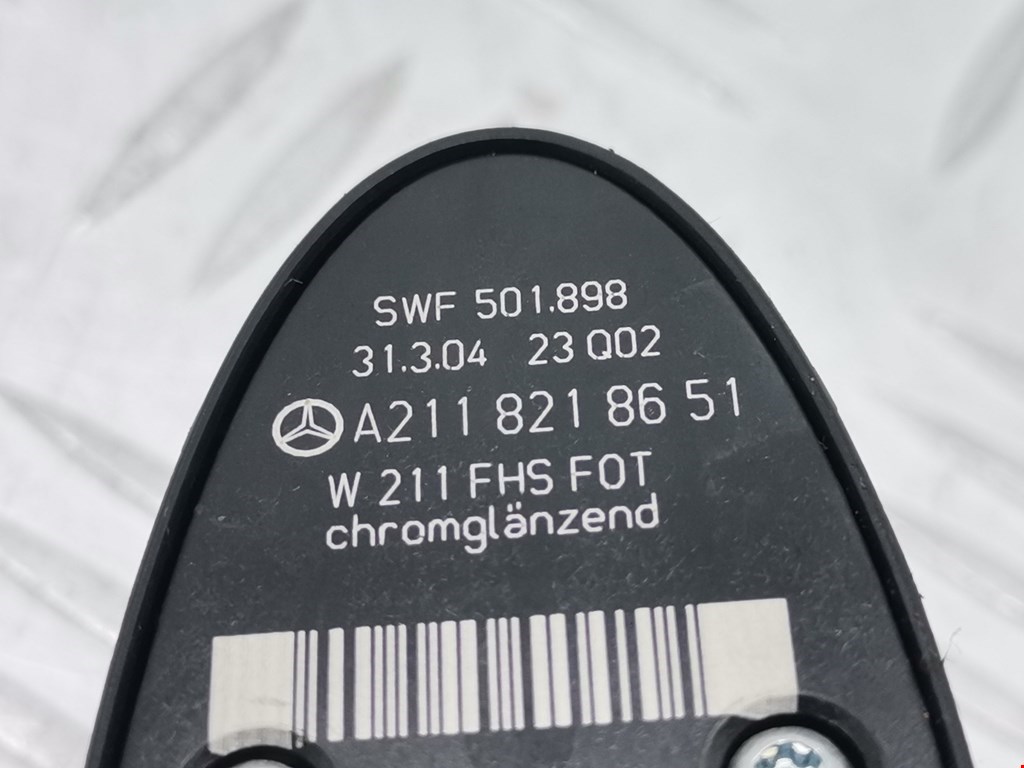 SWF 501.898
31.3.04 23 Q02
A211 821 86 51
W 211 FHS FOT
chromglänzend